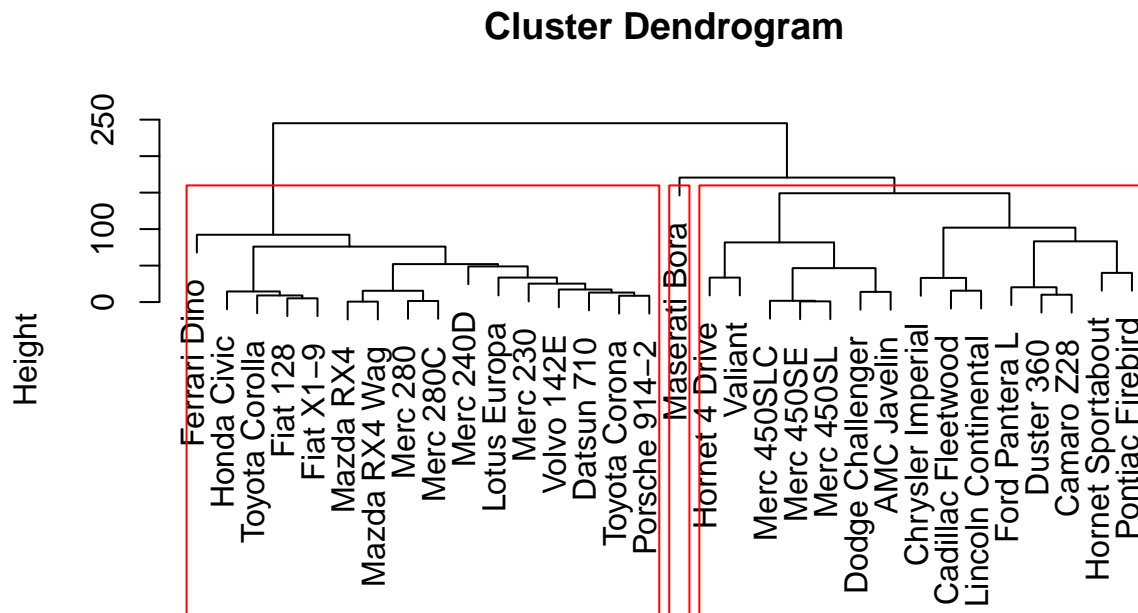 Cluster Dendrogram
Height
250
100
0
Ferrari Dino
Honda Civic
Toyota Corolla
Fiat 128
Fiat X1−9
Mazda RX4
Mazda RX4 Wag
Merc 280
Merc 280C
Merc 240D
Lotus Europa
Merc 230
Volvo 142E
Datsun 710
Toyota Corona
Porsche 914−2
Maserati Bora
Hornet 4 Drive
Valiant
Merc 450SLC
Merc 450SE
Merc 450SL
Dodge Challenger
AMC Javelin
Chrysler Imperial
Cadillac Fleetwood
Lincoln Continental
Ford Pantera L
Duster 360
Camaro Z28
Hornet Sportabout
Pontiac Firebird